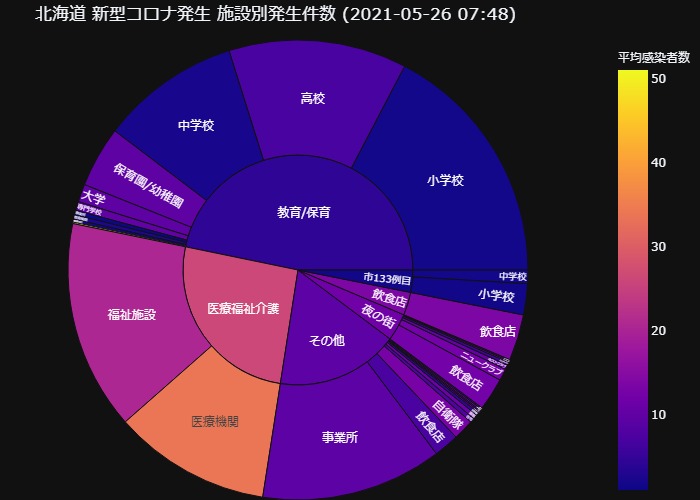 北海道 新型コロナ発生 施設別発生件数 (2021-05-26 07:48)
平均感染者数
50
40
30
20
10
高校
中学校
小学校
保育園/幼稚園
大学
専門学校
教育/保育
医療福祉介護
その他
市133例目
飲食店
夜の街
中学校
小学校
飲食店
ニュークラブ
飲食店
自衛隊
飲食店
事業所
医療機関
福祉施設